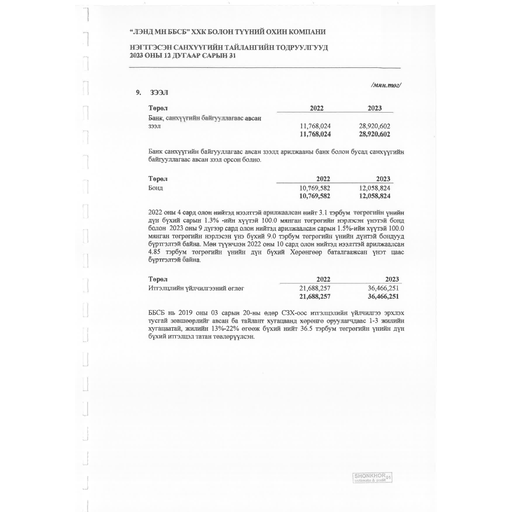 "ЛЭНД МН ББСБ" ХХК БОЛОН ТҮҮНИЙ ОХИН КОМПАНИ
НЭГТГЭСЭН САНХҮҮГИЙН ТАЙЛАНГИЙН ТОДРУУЛГУУД
2023 ОНЫ 12 ДУГААР САРЫН 31
/мян.төг/
9. ЗЭЭЛ
Төрөл 2022 2023
Банк, санхүүгийн байгууллагаас авсан
зээл 11,768,024 28,920,602
11,768,024 28,920,602
Банк санхүүгийн байгууллагаас авсан зээлд арилжааны банк болон бусад санхүүгийн
байгууллагаас авсан зээл орсон болно.
Төрөл 2022 2023
Бонд 10,769,582 12,058,824
10,769,582 12,058,824
2022 оны 4 сард олон нийтэд нээлттэй арилжаалсан нийт 3.1 тэрбум төгрөгийн үнийн
дүн бүхий сарын 1.3% -ийн хүүтэй 100.0 мянган төгрөгийн нэрлэсэн үнэтэй бонд
болон 2023 оны 9 дүгээр сард олон нийтэд арилжаалсан сарын 1.5%-ийн хүүтэй 100.0
мянган төгрөгийн нэрлэсэн үнэ бүхий 9.0 тэрбум төгрөгийн үнийн дүнтэй бондууд
бүртгэлтэй байна. Мөн түүнчлэн 2022 оны 10 сард олон нийтэд нээлттэй арилжаалсан
4.85 тэрбум төгрөгийн үнийн дүн бүхий Хөрөнгөөр баталгаажсан үнэт цаас
бүртгэлтэй байна.
Төрөл 2022 2023
Итгэлцлийн үйлчилгээний өглөг 21,688,257 36,466,251
21,688,257 36,466,251
ББСБ нь 2019 оны 03 сарын 20-ны өдөр СЗХ-оос итгэлцлийн үйлчилгээ эрхлэх
тусгай зөвшөөрлийг авсан ба тайлант хугацаанд хөрөнгө оруулагчдаас 1-3 жилийн
хугацаатай, жилийн 13%-22% өгөөж бүхий нийт 36.5 тэрбум төгрөгийн үнийн дүн
бүхий итгэлцэл татан төвлөрүүлсэн.